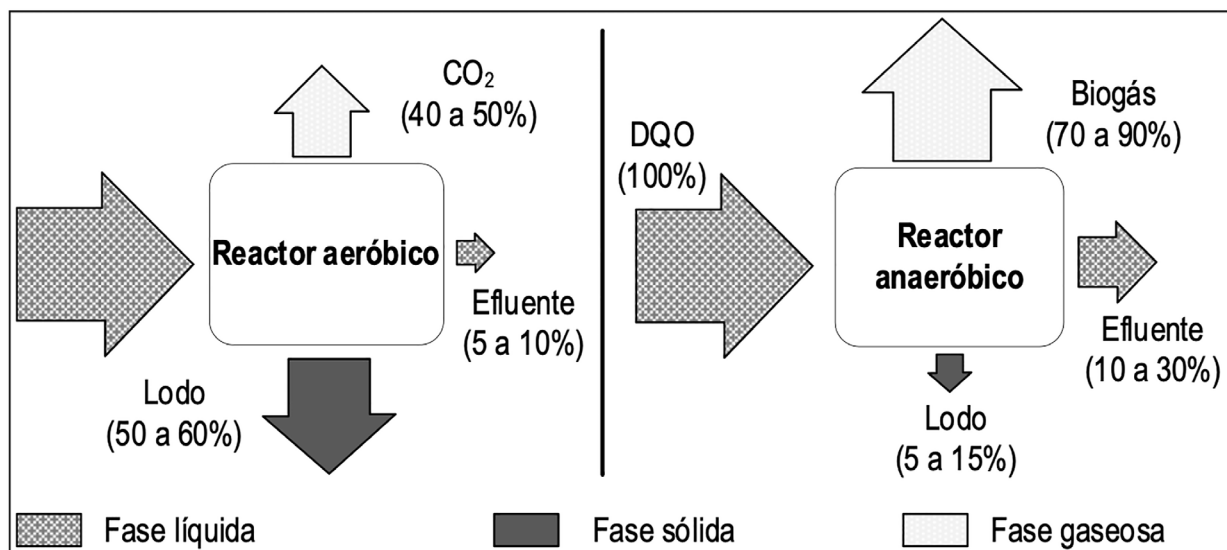 CO₂
(40 a 50%)
Reactor aeróbico
Efluente
(5 a 10%)
Lodo
(50 a 60%)
DQO
(100%)
Biogás
(70 a 90%)
Reactor
anaeróbico
Efluente
(10 a 30%)
Lodo
(5 a 15%)
Fase líquida
Fase sólida
Fase gaseosa